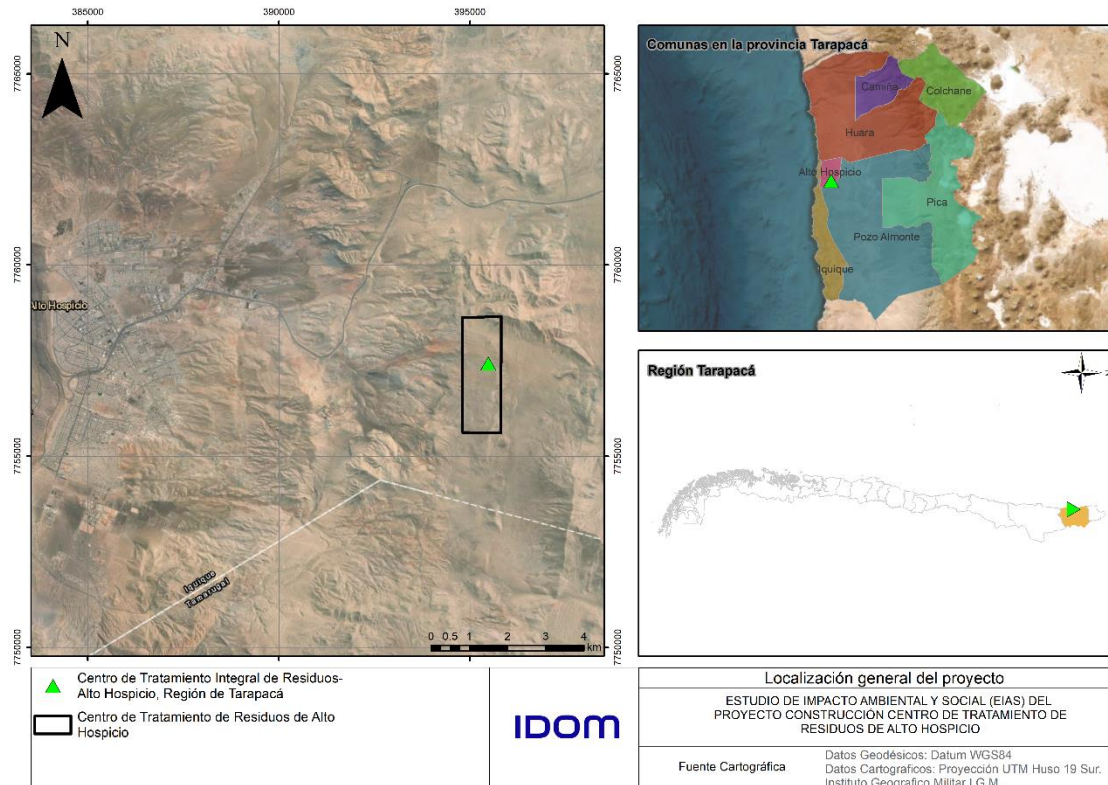 385000
390000
395000
N
7765000
7765000
7760000
7760000
7755000
7755000
7750000
7750000
Alto Hospicio
Iquique
Tamarugal
0 0.5 1 2 3 4
km
Comunas en la provincia Tarapacá
Camiña
Colchane
Huara
Alto Hospicio
Pica
Pozo Almonte
Iquique
Región Tarapacá
Centro de Tratamiento Integral de Residuos-
Alto Hospicio, Región de Tarapacá
Centro de Tratamiento de Residuos de Alto
Hospicio
IDOM
Localización general del proyecto
ESTUDIO DE IMPACTO AMBIENTAL Y SOCIAL (EIAS) DEL
PROYECTO CONSTRUCCIÓN CENTRO DE TRATAMIENTO DE
RESIDUOS DE ALTO HOSPICIO
Fuente Cartográfica
Datos Geodésicos: Datum WGS84
Datos Cartograficos: Proyección UTM Huso 19 Sur.
Instituto Geografico Militar I.G.M